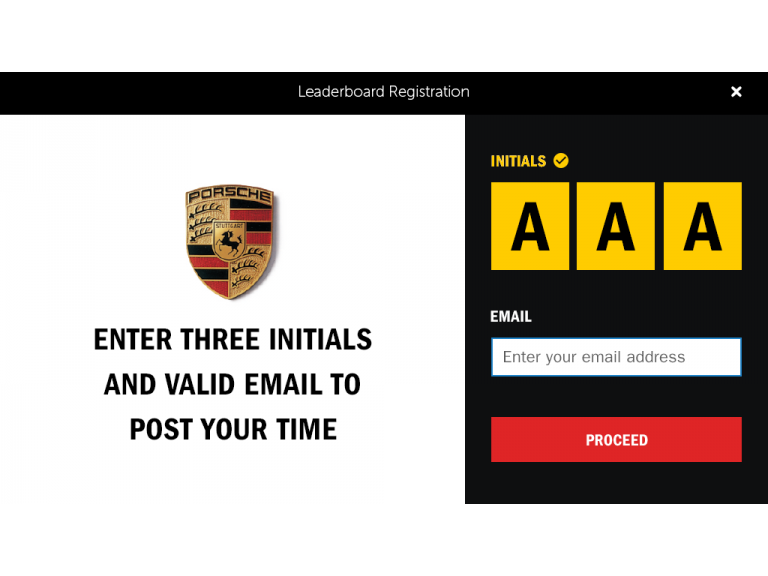 Leaderboard Registration
PORSCHE
STUTTGART
ENTER THREE INITIALS
AND VALID EMAIL TO
POST YOUR TIME
INITIALS
A A A
EMAIL
Enter your email address
PROCEED